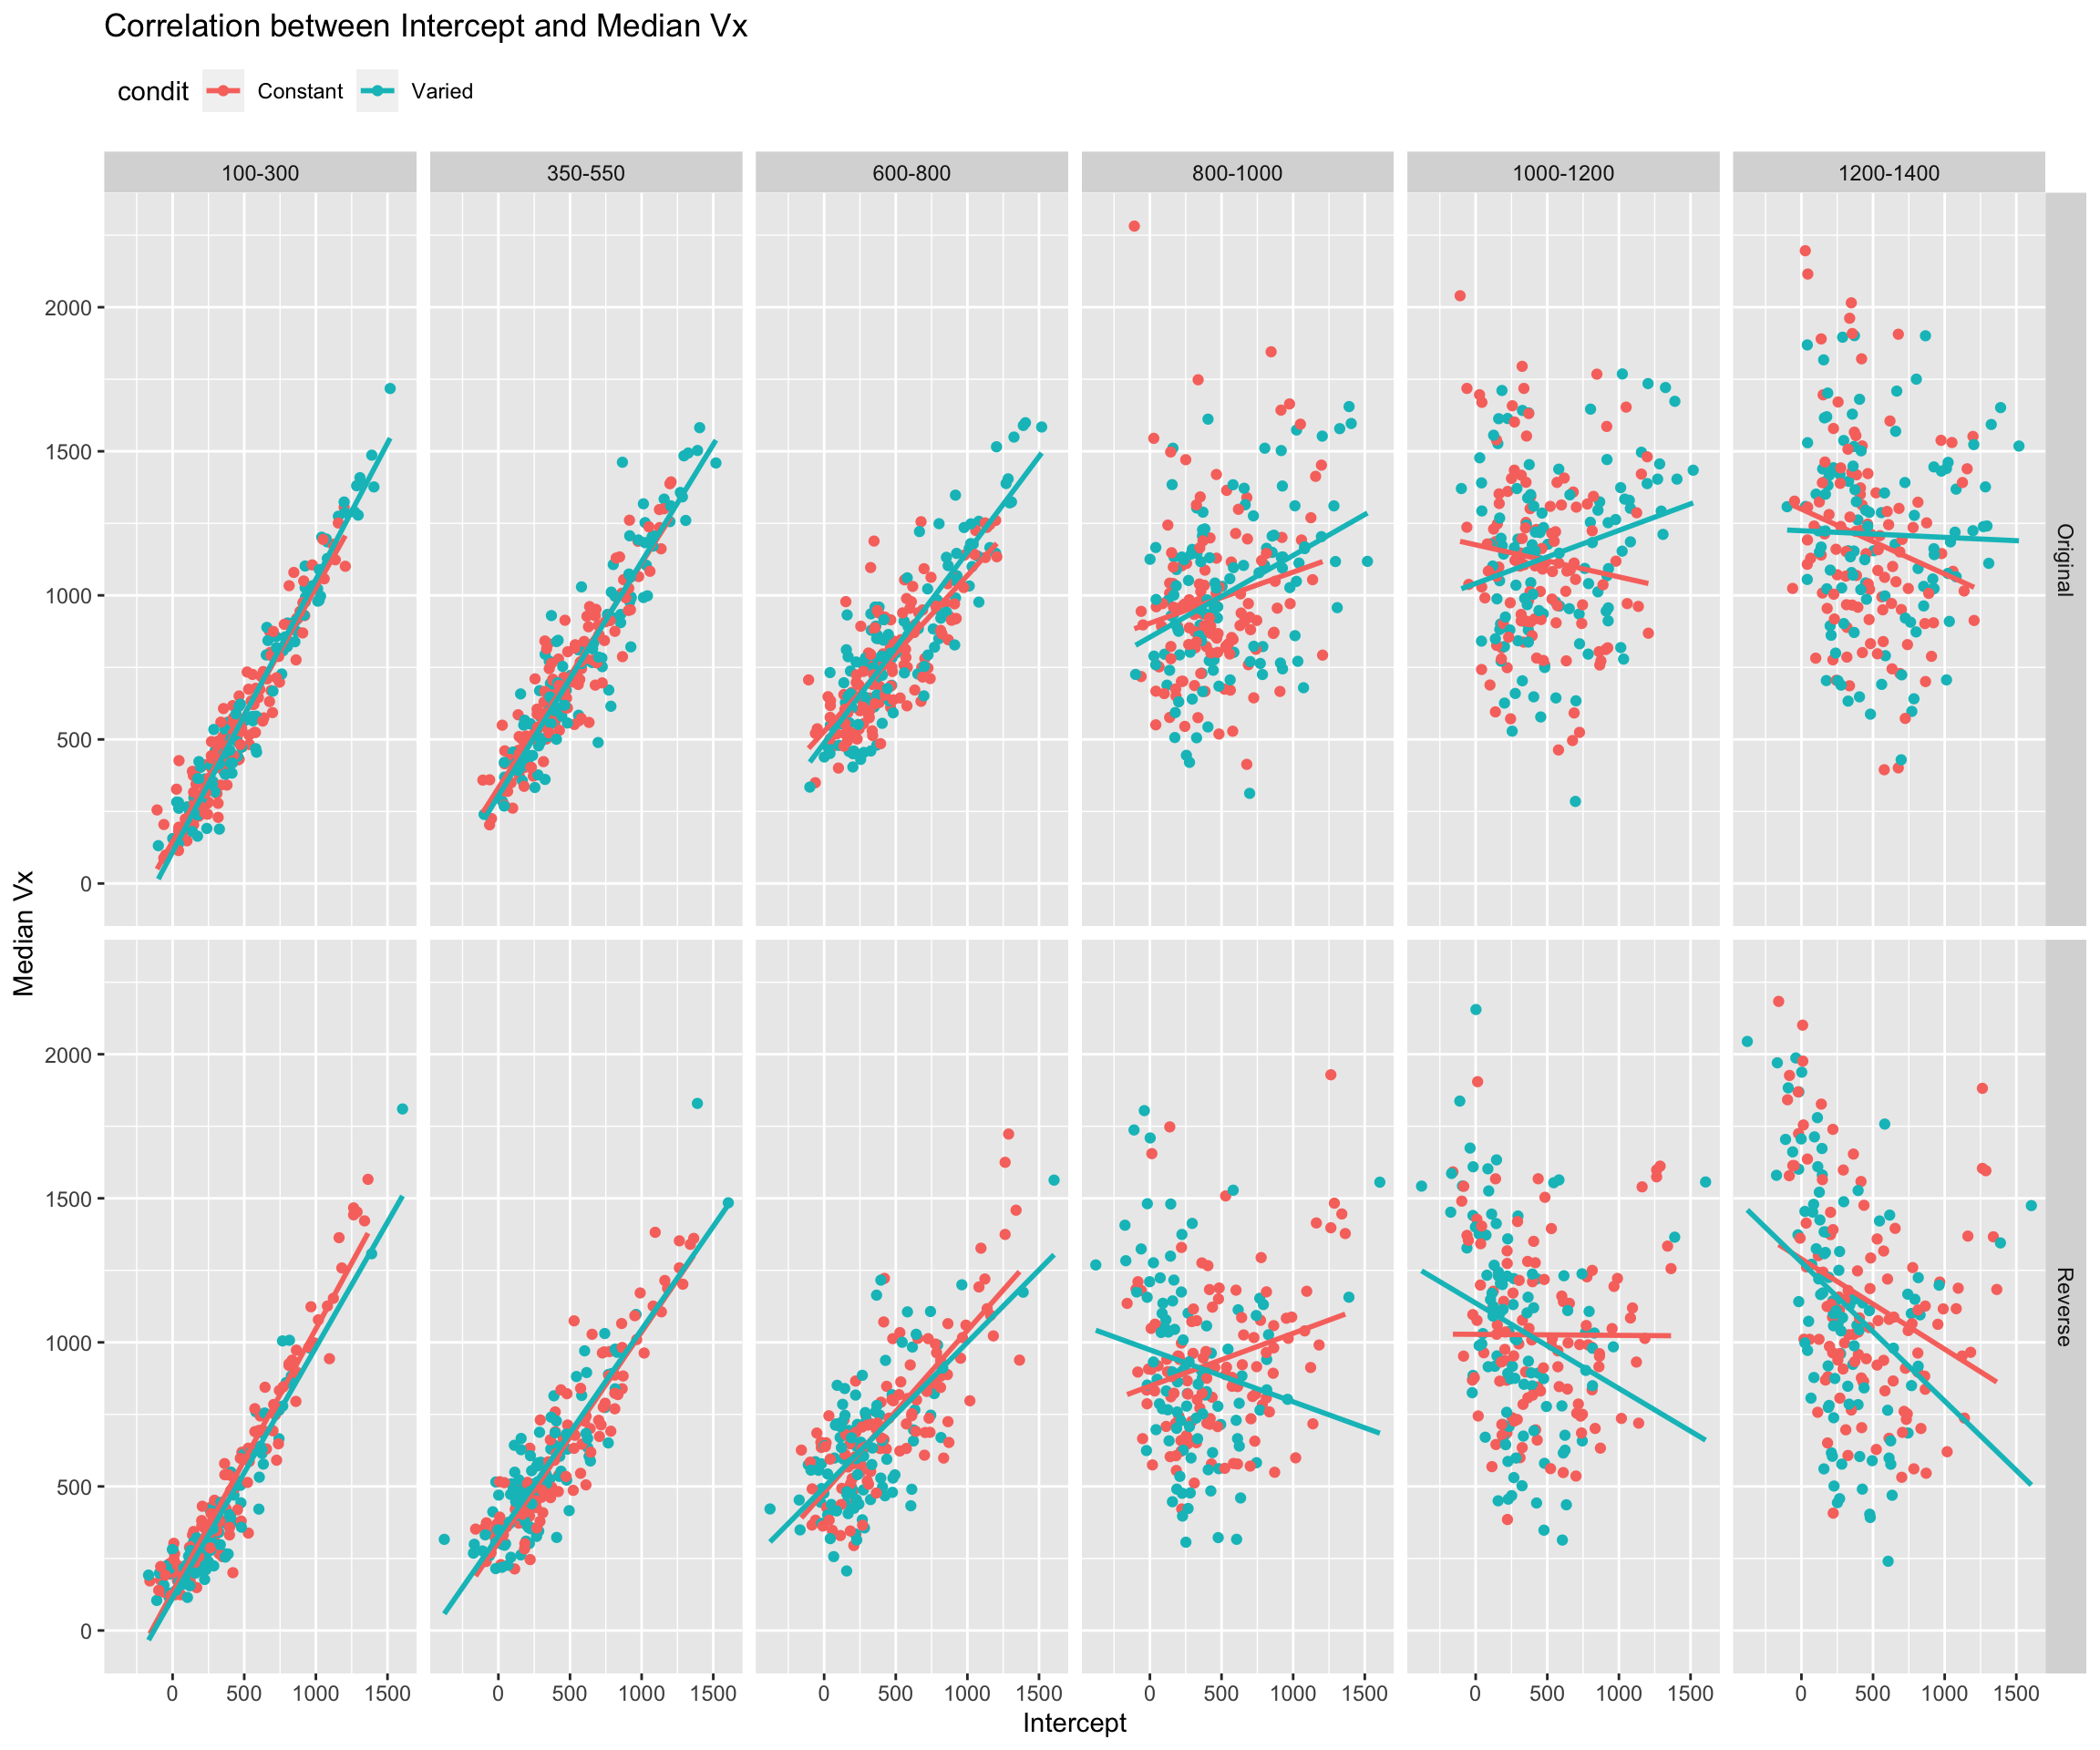 Correlation between Intercept and Median Vx
condit Constant Varied
100-300 350-550 600-800 800-1000 1000-1200 1200-1400
2000
1500
1000
500
0
Original
Median Vx
2000
1500
1000
500
0
Reverse
0 500 1000 1500 0 500 1000 1500 0 500 1000 1500 0 500 1000 1500 0 500 1000 1500 0 500 1000 1500
Intercept